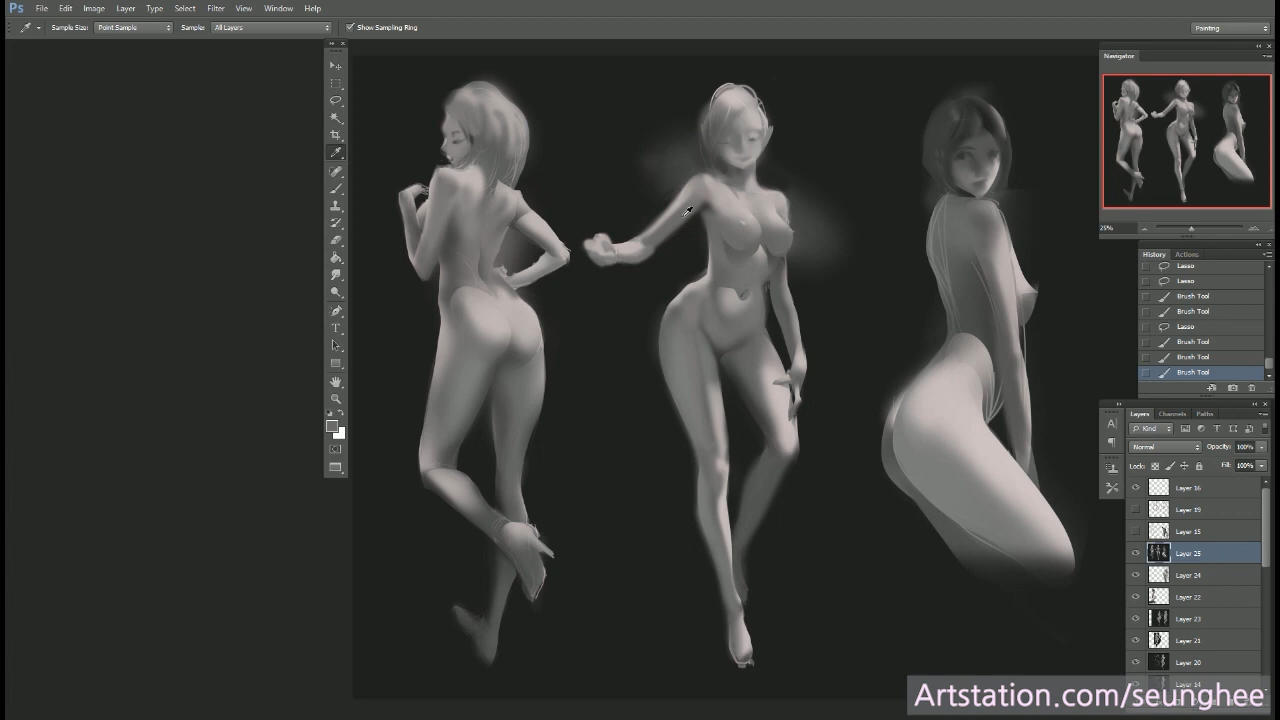 Ps File Edit Image Layer Type Select Filter 3D View Window Help
Sample Size: Point Sample Sample: All Layers Show Sampling Ring Painting
Navigator
25%
History Actions
Lasso
Lasso
Brush Tool
Brush Tool
Lasso
Brush Tool
Brush Tool
Brush Tool
Layers Channels Paths
Kind
Normal Opacity: 100%
Lock: Fill: 100%
Layer 16
Layer 19
Layer 15
Layer 25
Layer 24
Layer 22
Layer 23
Layer 21
Layer 20
Layer 14
Artstation.com/seunghee